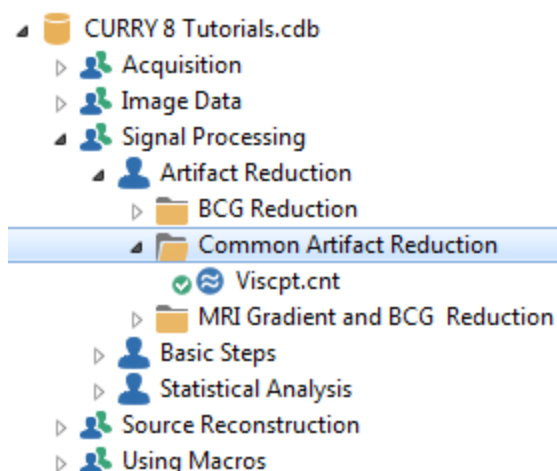 CURRY 8 Tutorials.cdb
Acquisition
Image Data
Signal Processing
Artifact Reduction
BCG Reduction
Common Artifact Reduction
Viscpt.cnt
MRI Gradient and BCG  Reduction
Basic Steps
Statistical Analysis
Source Reconstruction
Using Macros